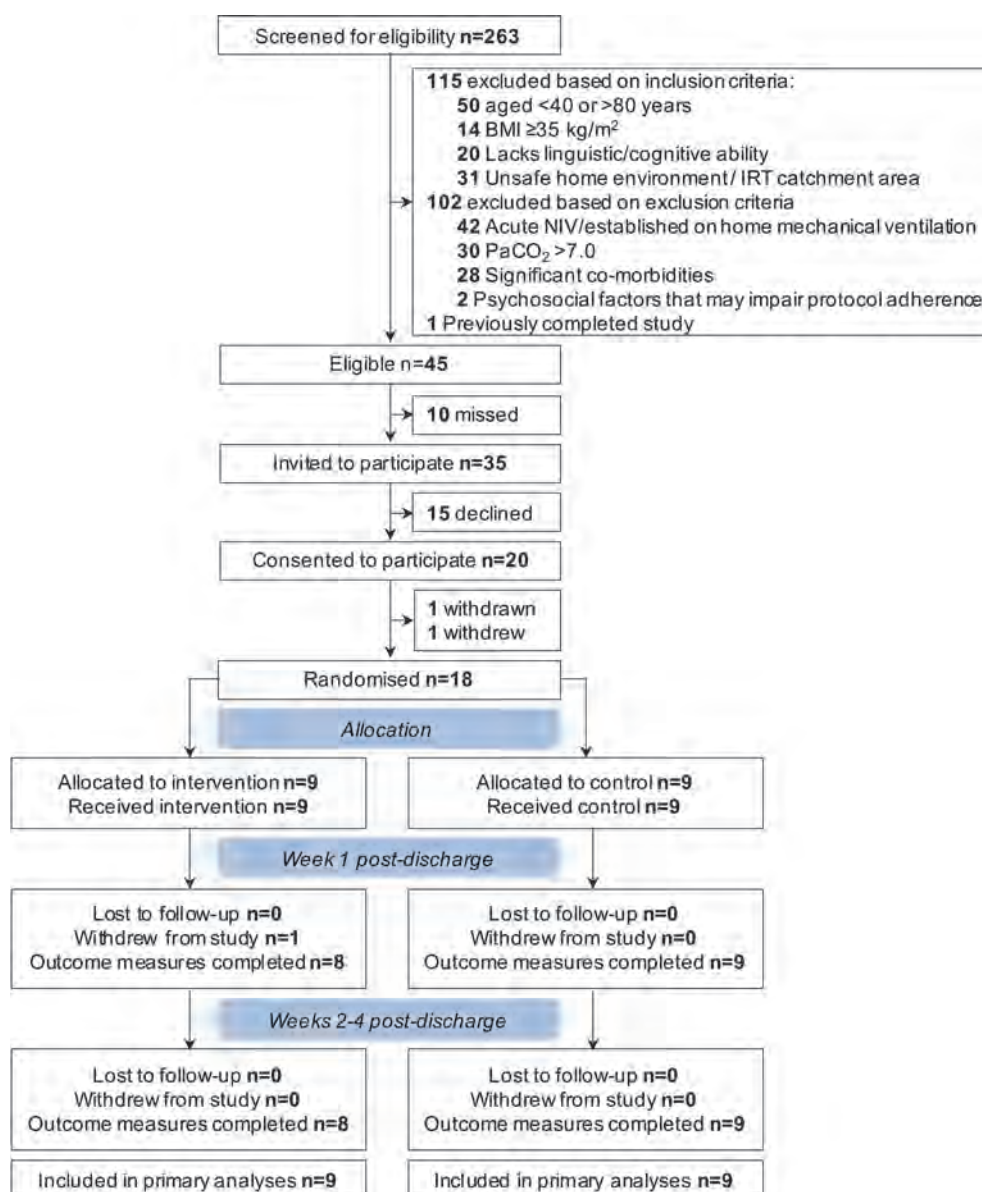 Screened for eligibility n=263
115 excluded based on inclusion criteria:
50 aged <40 or >80 years
14 BMI ≥35 kg/m²
20 Lacks linguistic/cognitive ability
31 Unsafe home environment/ IRT catchment area
102 excluded based on exclusion criteria
42 Acute NIV/established on home mechanical ventilation
30 PaCO₂ >7.0
28 Significant co-morbidities
2 Psychosocial factors that may impair protocol adherence
1 Previously completed study
Eligible n=45
10 missed
Invited to participate n=35
15 declined
Consented to participate n=20
1 withdrawn
1 withdrew
Randomised n=18
Allocation
Allocated to intervention n=9
Received intervention n=9
Allocated to control n=9
Received control n=9
Week 1 post-discharge
Lost to follow-up n=0
Withdrew from study n=1
Outcome measures completed n=8
Lost to follow-up n=0
Withdrew from study n=0
Outcome measures completed n=9
Weeks 2-4 post-discharge
Lost to follow-up n=0
Withdrew from study n=0
Outcome measures completed n=8
Lost to follow-up n=0
Withdrew from study n=0
Outcome measures completed n=9
Included in primary analyses n=9
Included in primary analyses n=9